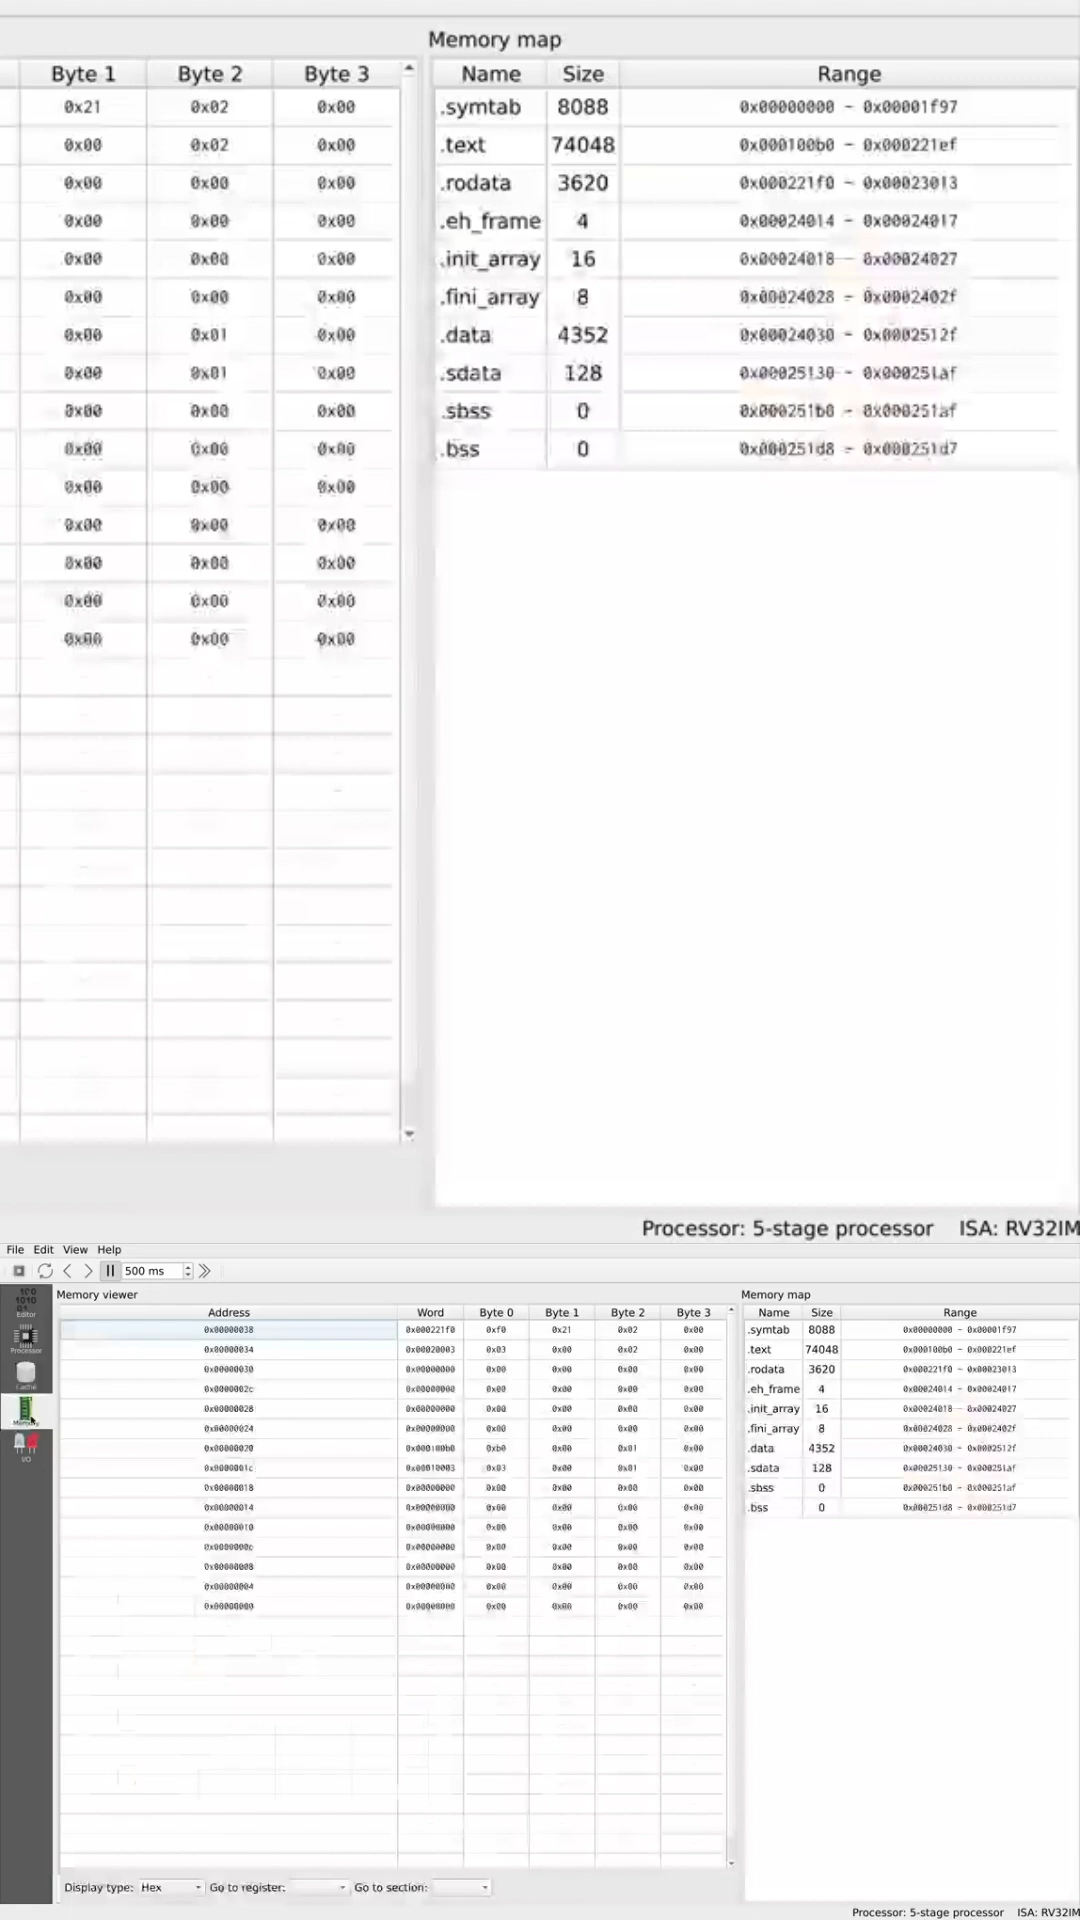 Memory map
Byte 1 Byte 2 Byte 3 Name Size Range
0x21 0x02 0x00 .symtab 8088 0x00000000 - 0x00001f97
0x00 0x02 0x00 .text 74048 0x000100b0 - 0x000221ef
0x00 0x00 0x00 .rodata 3620 0x000221f0 - 0x00023013
0x00 0x00 0x00 .eh_frame 4 0x00024014 - 0x00024017
0x00 0x00 0x00 .init_array 16 0x00024018 - 0x00024027
0x00 0x00 0x00 .fini_array 8 0x00024028 - 0x0002402f
0x00 0x01 0x00 .data 4352 0x00024030 - 0x0002512f
0x00 0x01 0x00 .sdata 128 0x00025130 - 0x000251af
0x00 0x00 0x00 .sbss 0 0x000251b0 - 0x000251af
0x00 0x00 0x00 .bss 0 0x000251d8 - 0x000251d7
0x00 0x00 0x00
0x00 0x00 0x00
0x00 0x00 0x00
0x00 0x00 0x00
0x00 0x00 0x00
Processor: 5-stage processor ISA: RV32IM
File Edit View Help
500 ms
Editor
Processor
Cache
Memory
I/O
Memory viewer Memory map
Address Word Byte 0 Byte 1 Byte 2 Byte 3 Name Size Range
0x00000038 0x000221f0 0xf0 0x21 0x02 0x00 .symtab 8088 0x00000000 - 0x00001f97
0x00000034 0x00020003 0x03 0x00 0x02 0x00 .text 74048 0x000100b0 - 0x000221ef
0x00000030 0x00000000 0x00 0x00 0x00 0x00 .rodata 3620 0x000221f0 - 0x00023013
0x0000002c 0x00000000 0x00 0x00 0x00 0x00 .eh_frame 4 0x00024014 - 0x00024017
0x00000028 0x00000000 0x00 0x00 0x00 0x00 .init_array 16 0x00024018 - 0x00024027
0x00000024 0x00000000 0x00 0x00 0x00 0x00 .fini_array 8 0x00024028 - 0x0002402f
0x00000020 0x000100b0 0xb0 0x00 0x01 0x00 .data 4352 0x00024030 - 0x0002512f
0x0000001c 0x00010003 0x03 0x00 0x01 0x00 .sdata 128 0x00025130 - 0x000251af
0x00000018 0x00000000 0x00 0x00 0x00 0x00 .sbss 0 0x000251b0 - 0x000251af
0x00000014 0x00000000 0x00 0x00 0x00 0x00 .bss 0 0x000251d8 - 0x000251d7
0x00000010 0x00000000 0x00 0x00 0x00 0x00
0x0000000c 0x00000000 0x00 0x00 0x00 0x00
0x00000008 0x00000000 0x00 0x00 0x00 0x00
0x00000004 0x00000000 0x00 0x00 0x00 0x00
0x00000000 0x00000000 0x00 0x00 0x00 0x00
Display type: Hex Go to register: Go to section:
Processor: 5-stage processor ISA: RV32IM